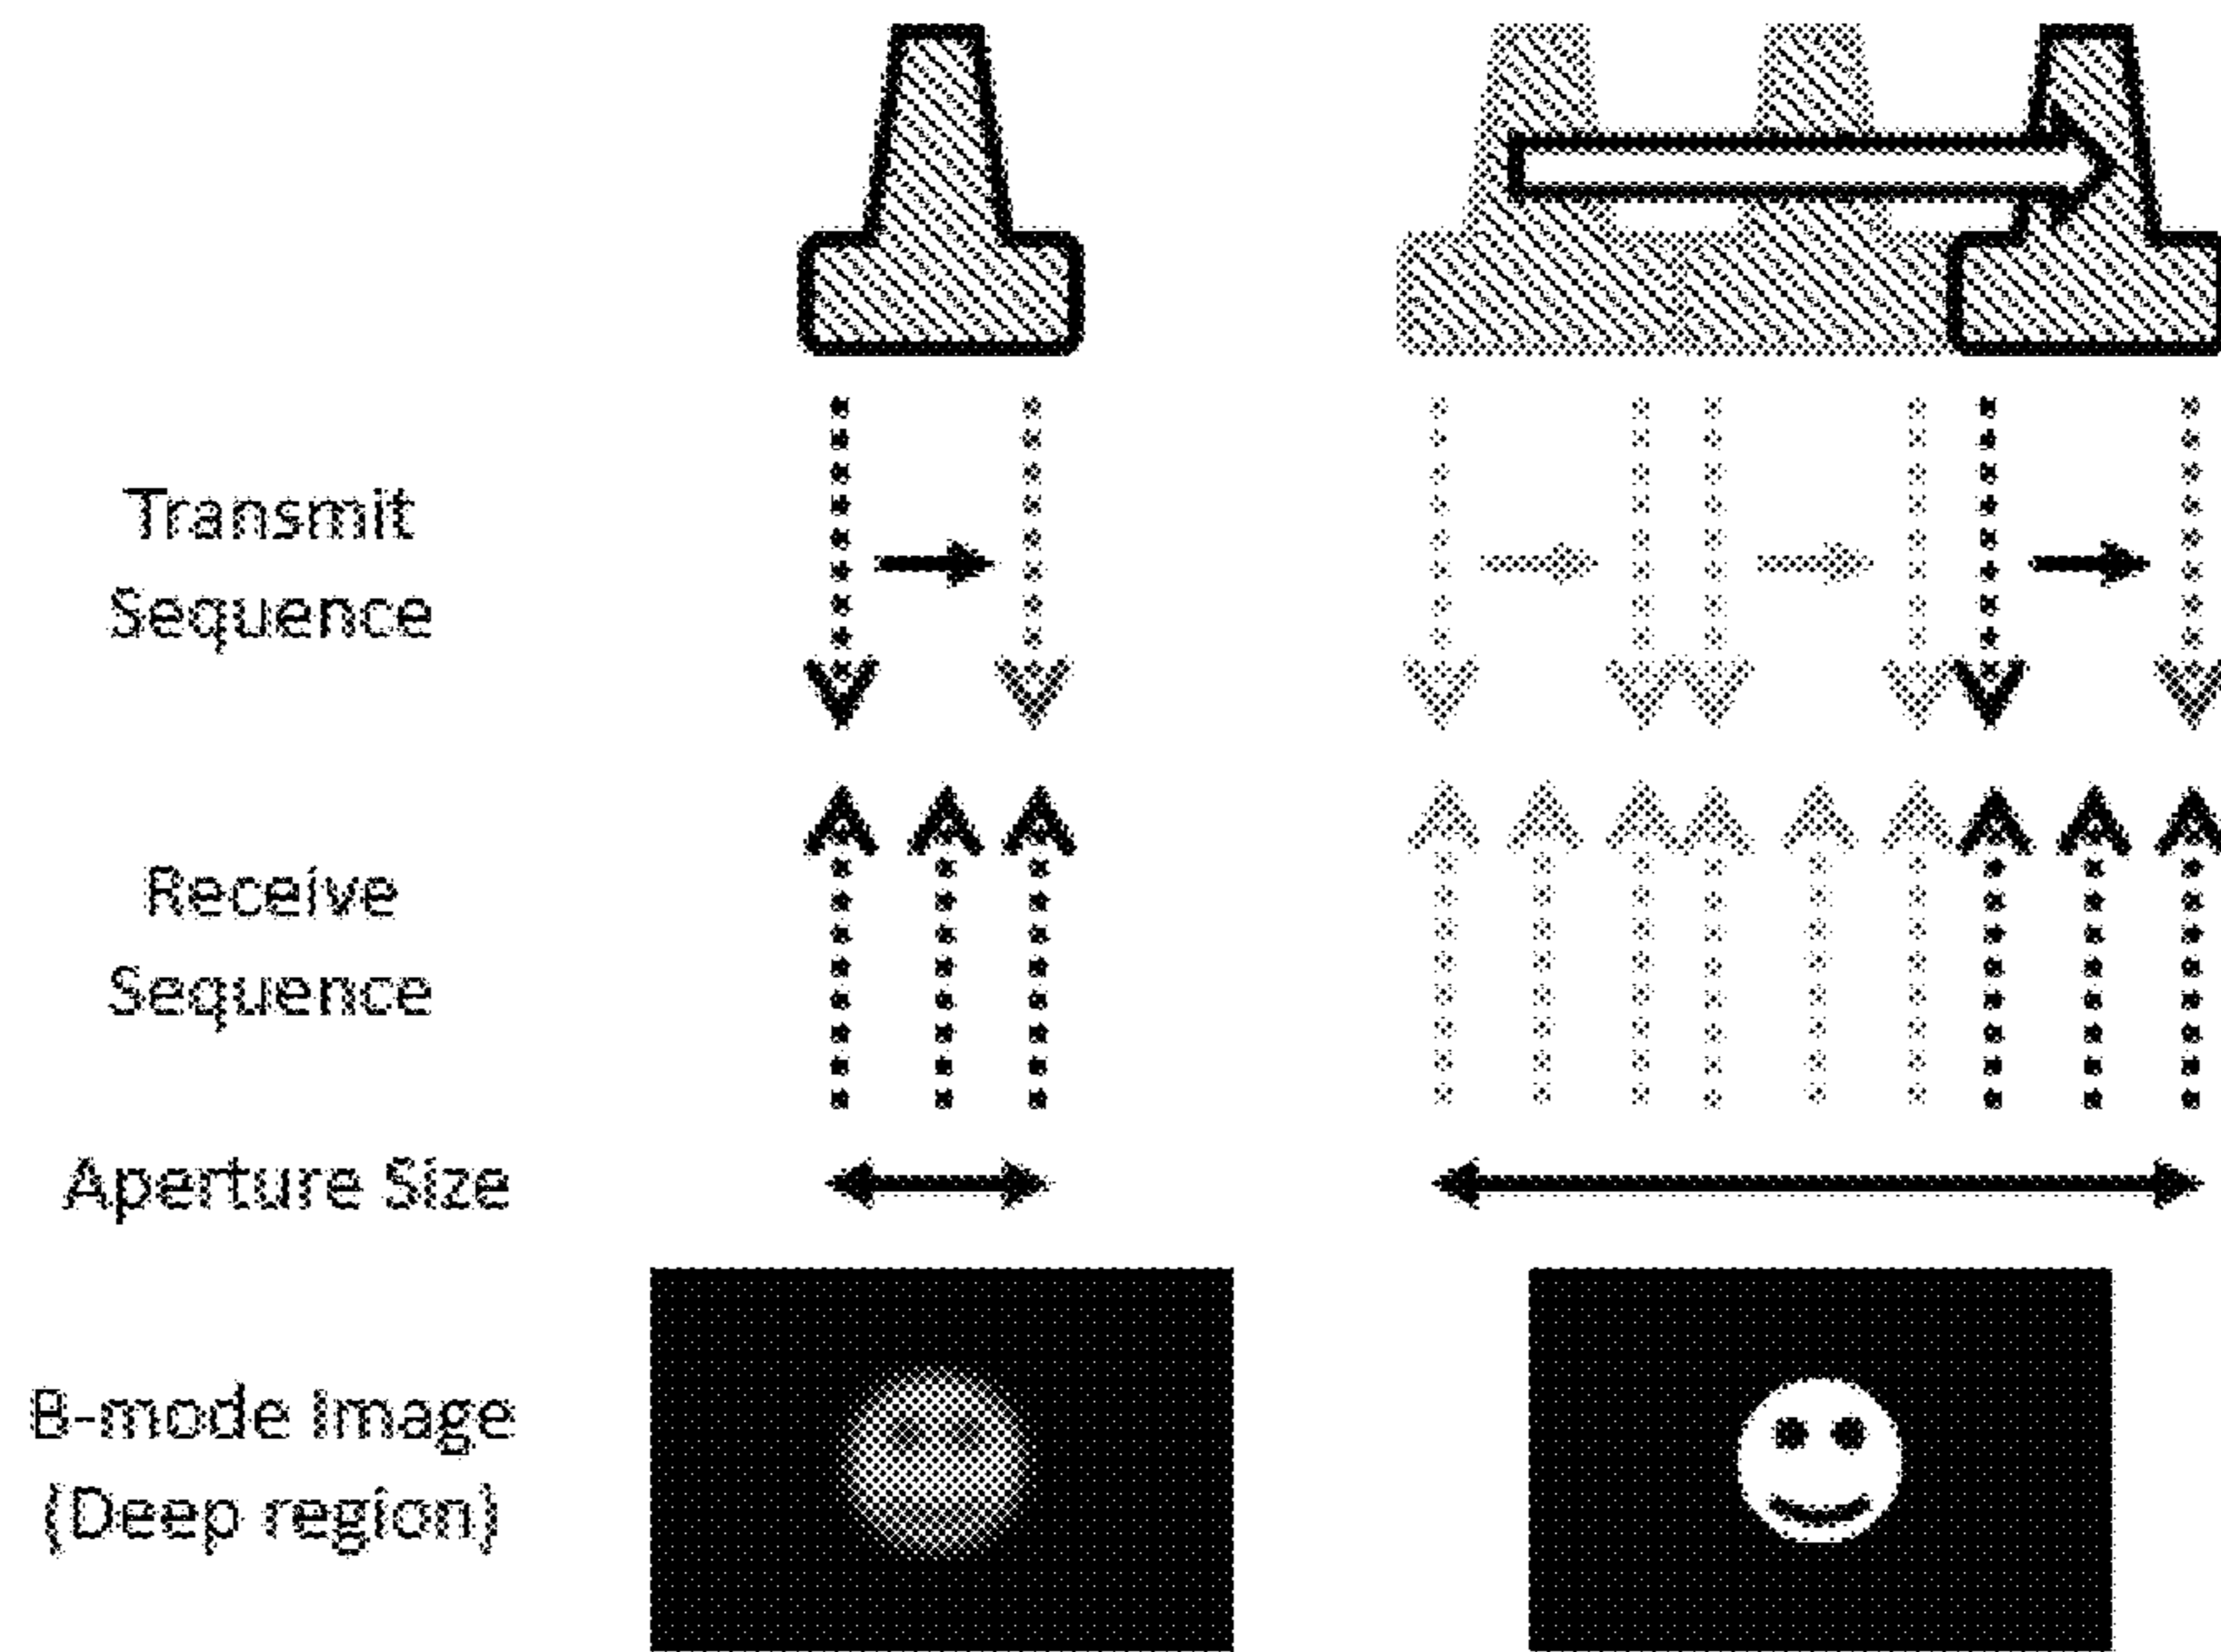 Transmit
Sequence
Receive
Sequence
Aperture Size
B-mode Image
(Deep region)